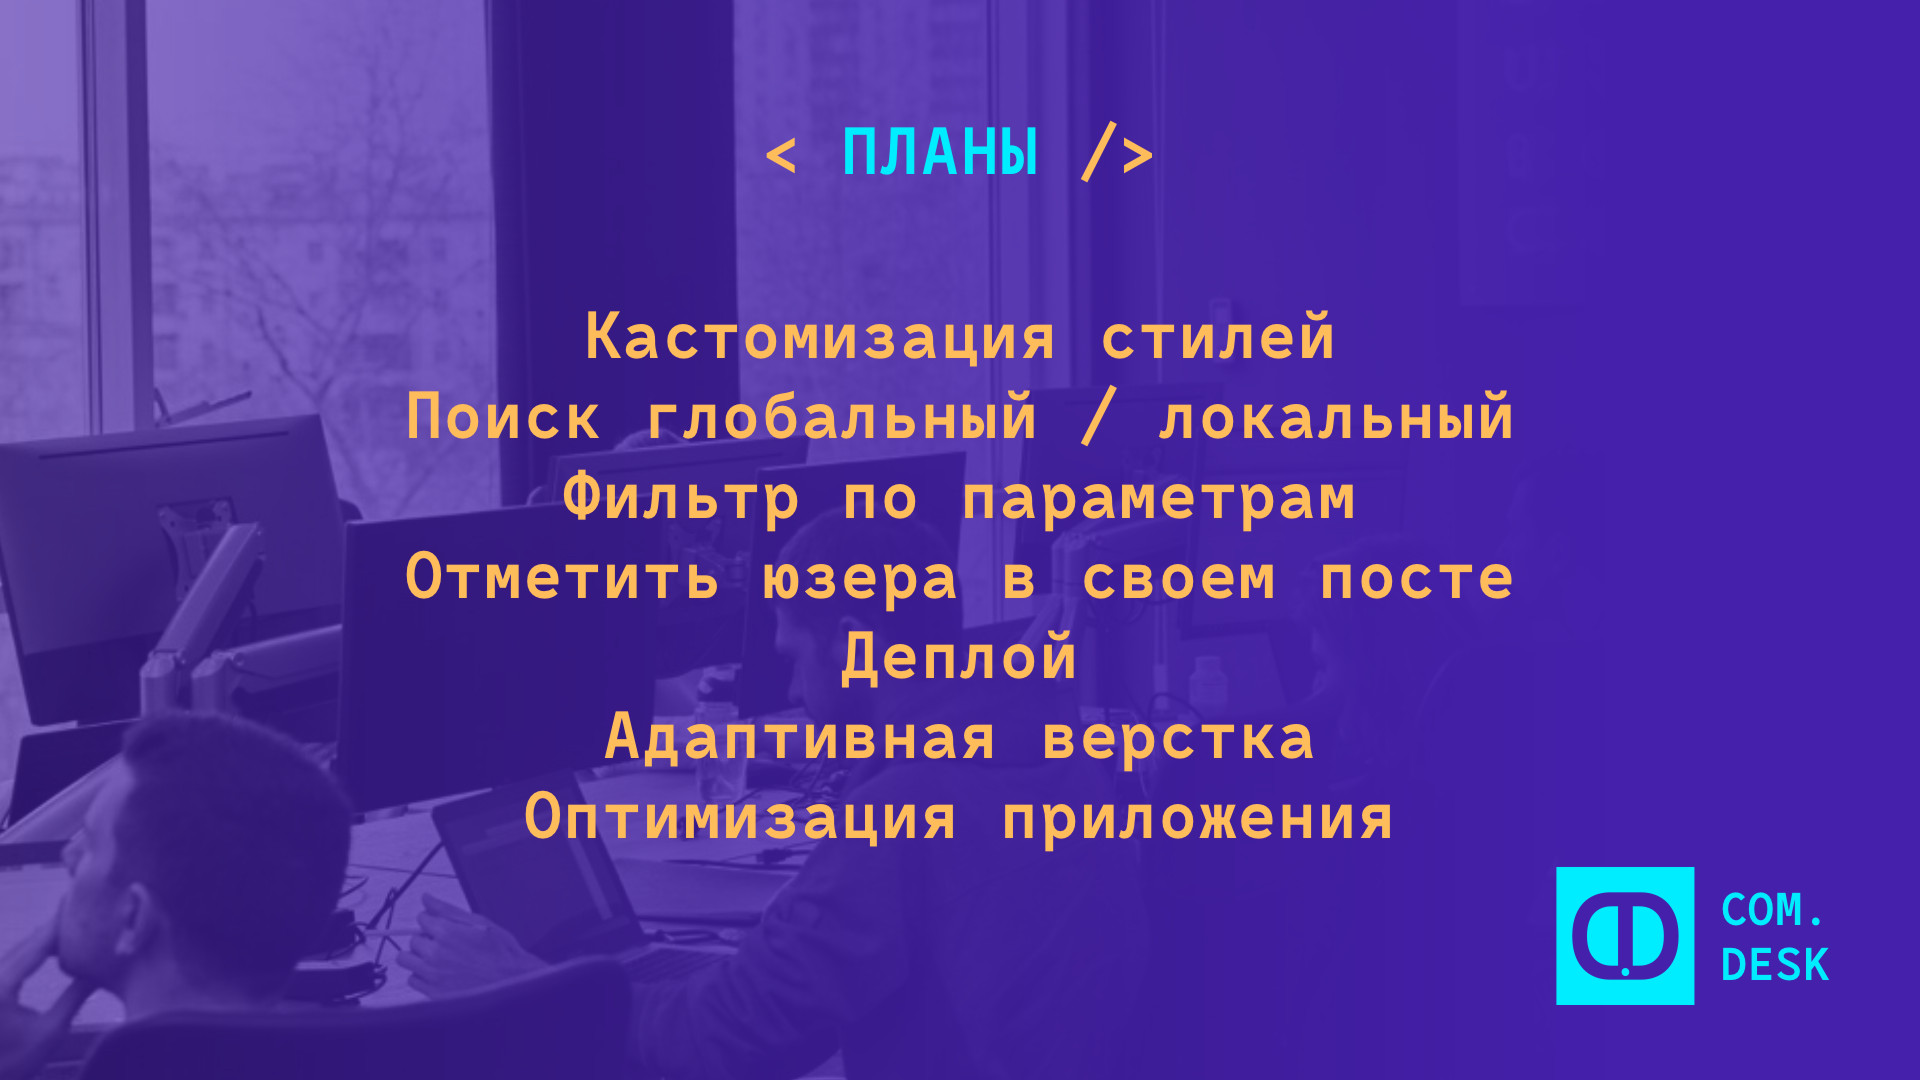 < ПЛАНЫ />
Кастомизация стилей
Поиск глобальный / локальный
Фильтр по параметрам
Отметить юзера в своем посте
Деплой
Адаптивная верстка
Оптимизация приложения
COM.
DESK